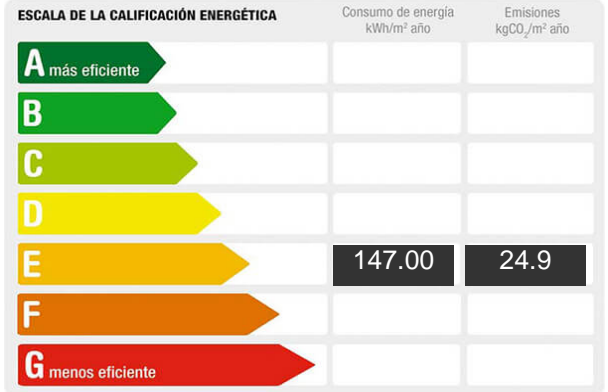 ESCALA DE LA CALIFICACIÓN ENERGÉTICA
Consumo de energía
kWh/m² año
Emisiones
kgCO₂/m² año
A más eficiente
B
C
D
E 147.00 24.9
F
G menos eficiente